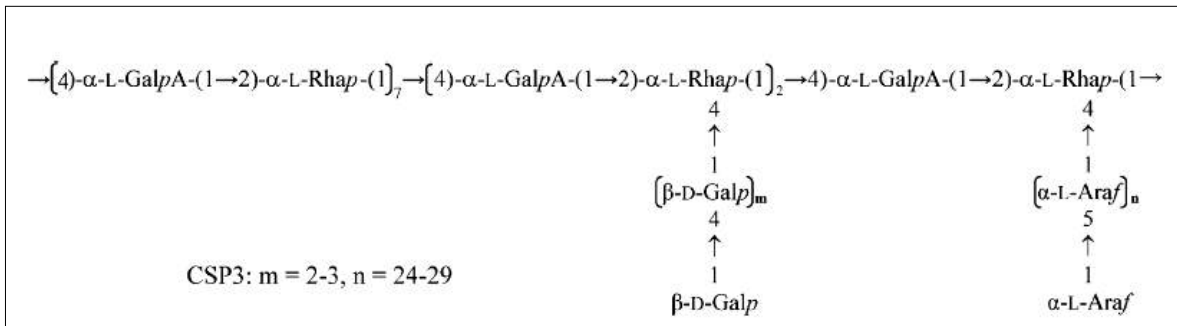 →[4)-α-L-GalpA-(1→2)-α-L-Rhap-(1]₇→[4)-α-L-GalpA-(1→2)-α-L-Rhap-(1]₂→4)-α-L-GalpA-(1→2)-α-L-Rhap-(1→
4 4
↑ ↑
1 1
[β-D-Galp]m [α-L-Araf]n
4 5
↑ ↑
CSP3: m = 2-3, n = 24-29 1 1
β-D-Galp α-L-Araf